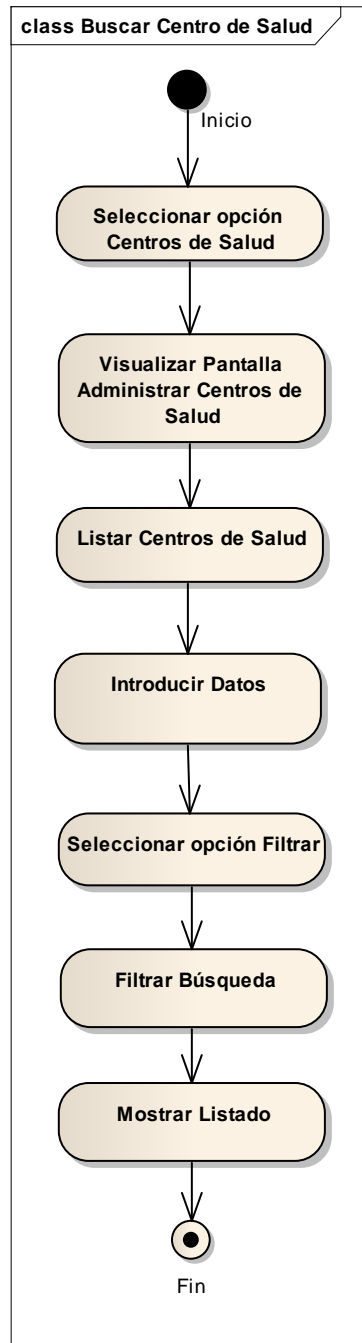 class Buscar Centro de Salud
Inicio
Seleccionar opción
Centros de Salud
Visualizar Pantalla
Administrar Centros de
Salud
Listar Centros de Salud
Introducir Datos
Seleccionar opción Filtrar
Filtrar Búsqueda
Mostrar Listado
Fin